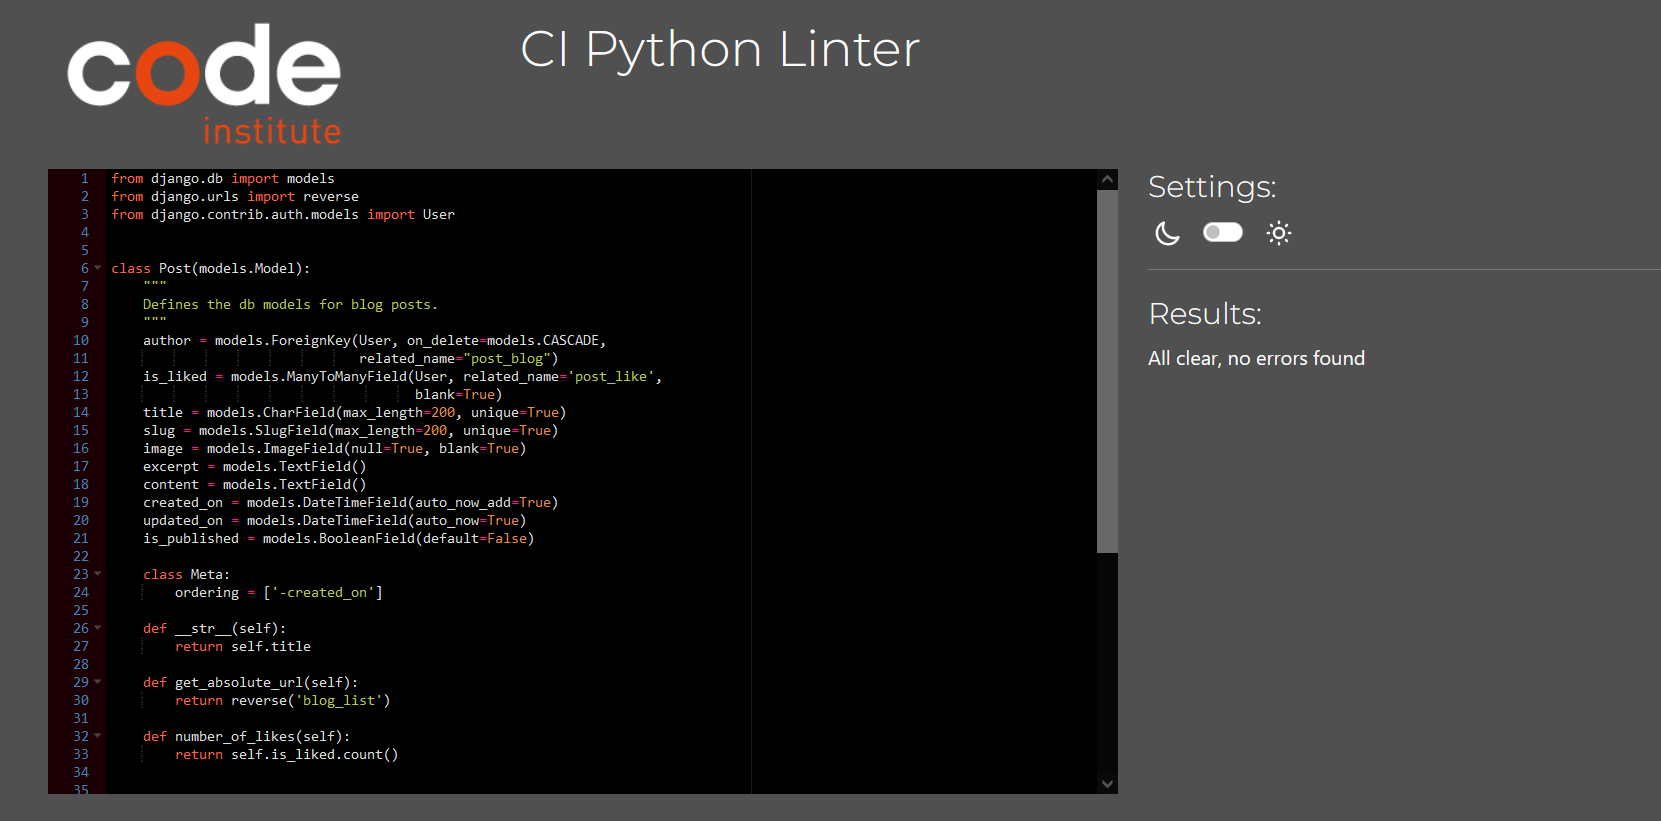 code
institute
CI Python Linter
1 from django.db import models
2 from django.urls import reverse
3 from django.contrib.auth.models import User
4
5
6 class Post(models.Model):
7     """
8     Defines the db models for blog posts.
9     """
10     author = models.ForeignKey(User, on_delete=models.CASCADE,
11                                related_name="post_blog")
12     is_liked = models.ManyToManyField(User, related_name='post_like',
13                                       blank=True)
14     title = models.CharField(max_length=200, unique=True)
15     slug = models.SlugField(max_length=200, unique=True)
16     image = models.ImageField(null=True, blank=True)
17     excerpt = models.TextField()
18     content = models.TextField()
19     created_on = models.DateTimeField(auto_now_add=True)
20     updated_on = models.DateTimeField(auto_now=True)
21     is_published = models.BooleanField(default=False)
22
23     class Meta:
24         ordering = ['-created_on']
25
26     def __str__(self):
27         return self.title
28
29     def get_absolute_url(self):
30         return reverse('blog_list')
31
32     def number_of_likes(self):
33         return self.is_liked.count()
34
35
Settings:
Results:
All clear, no errors found